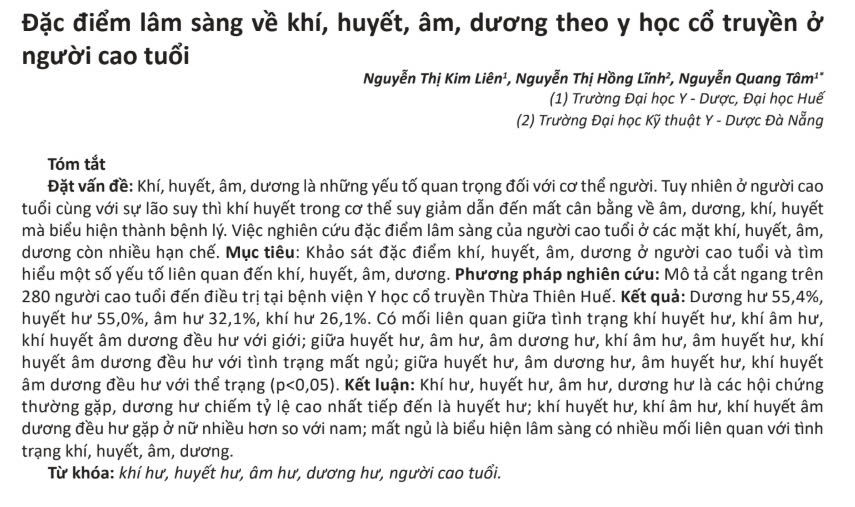 Đặc điểm lâm sàng về khí, huyết, âm, dương theo y học cổ truyền ở
người cao tuổi
Nguyễn Thị Kim Liên¹, Nguyễn Thị Hồng Lĩnh², Nguyễn Quang Tâm¹*
(1) Trường Đại học Y - Dược, Đại học Huế
(2) Trường Đại học Kỹ thuật Y - Dược Đà Nẵng
Tóm tắt
Đặt vấn đề: Khí, huyết, âm, dương là những yếu tố quan trọng đối với cơ thể người. Tuy nhiên ở người cao
tuổi cùng với sự lão suy thì khí huyết trong cơ thể suy giảm dẫn đến mất cân bằng về âm, dương, khí, huyết
mà biểu hiện thành bệnh lý. Việc nghiên cứu đặc điểm lâm sàng của người cao tuổi ở các mặt khí, huyết, âm,
dương còn nhiều hạn chế. Mục tiêu: Khảo sát đặc điểm khí, huyết, âm, dương ở người cao tuổi và tìm
hiểu một số yếu tố liên quan đến khí, huyết, âm, dương. Phương pháp nghiên cứu: Mô tả cắt ngang trên
280 người cao tuổi đến điều trị tại bệnh viện Y học cổ truyền Thừa Thiên Huế. Kết quả: Dương hư 55,4%,
huyết hư 55,0%, âm hư 32,1%, khí hư 26,1%. Có mối liên quan giữa tình trạng khí huyết hư, khí âm hư,
khí huyết âm dương đều hư với giới; giữa huyết hư, âm hư, âm dương hư, khí âm hư, âm huyết hư, khí
huyết âm dương đều hư với tình trạng mất ngủ; giữa huyết hư, âm dương hư, âm huyết hư, khí huyết
âm dương đều hư với thể trạng (p<0,05). Kết luận: Khí hư, huyết hư, âm hư, dương hư là các hội chứng
thường gặp, dương hư chiếm tỷ lệ cao nhất tiếp đến là huyết hư; khí huyết hư, khí âm hư, khí huyết âm
dương đều hư gặp ở nữ nhiều hơn so với nam; mất ngủ là biểu hiện lâm sàng có nhiều mối liên quan với tình
trạng khí, huyết, âm, dương.
Từ khóa: khí hư, huyết hư, âm hư, dương hư, người cao tuổi.